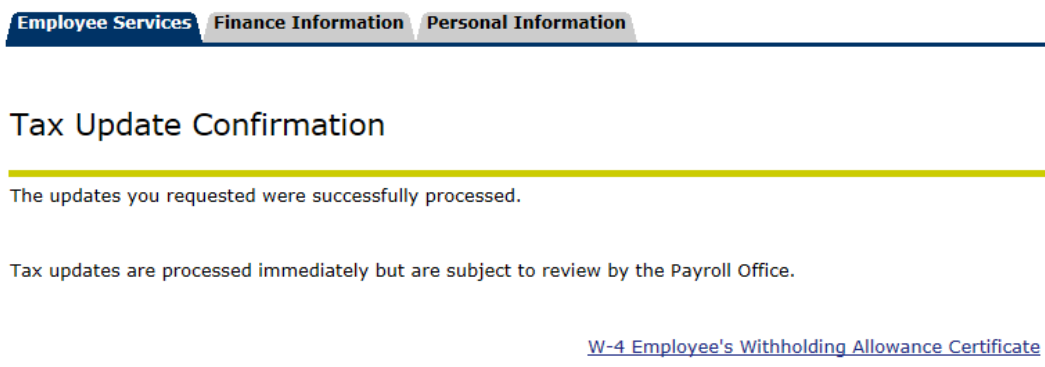 Employee Services Finance Information Personal Information
Tax Update Confirmation
The updates you requested were successfully processed.
Tax updates are processed immediately but are subject to review by the Payroll Office.
W-4 Employee's Withholding Allowance Certificate